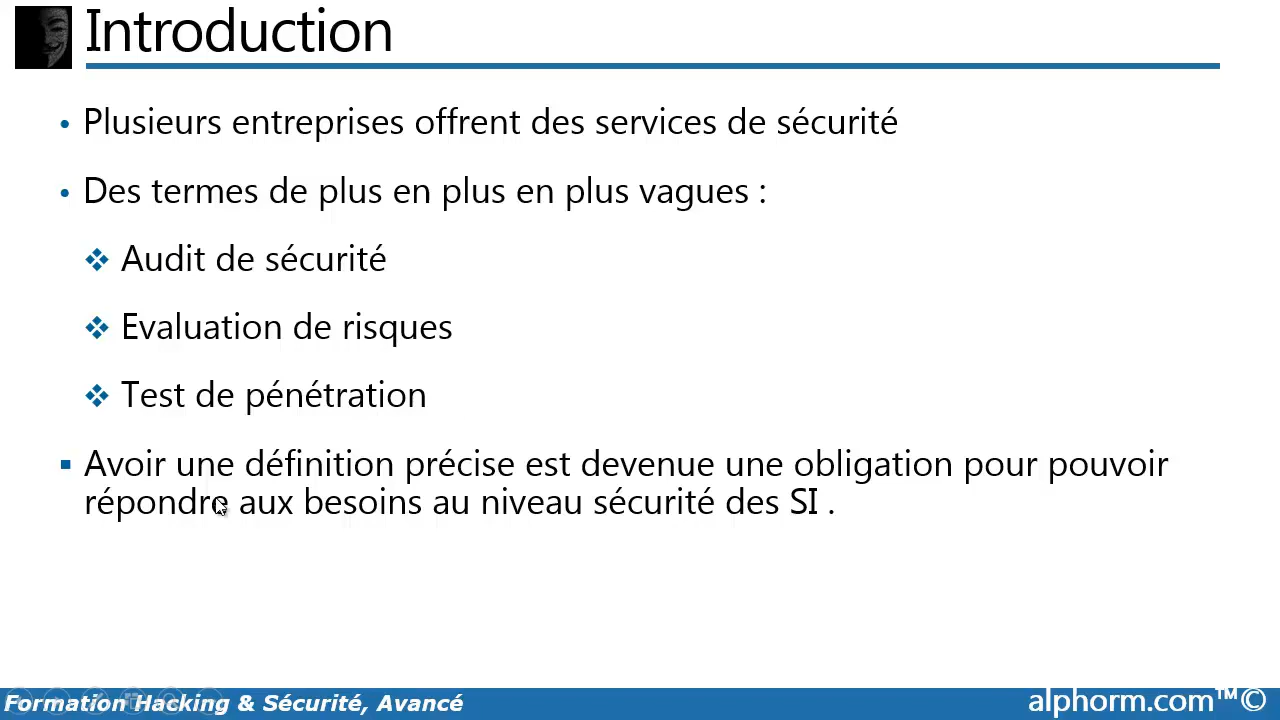 Introduction
• Plusieurs entreprises offrent des services de sécurité
• Des termes de plus en plus en plus vagues :
❖ Audit de sécurité
❖ Evaluation de risques
❖ Test de pénétration
▪ Avoir une définition précise est devenue une obligation pour pouvoir
répondre aux besoins au niveau sécurité des SI .
Formation Hacking & Sécurité, Avancé
alphorm.com™©